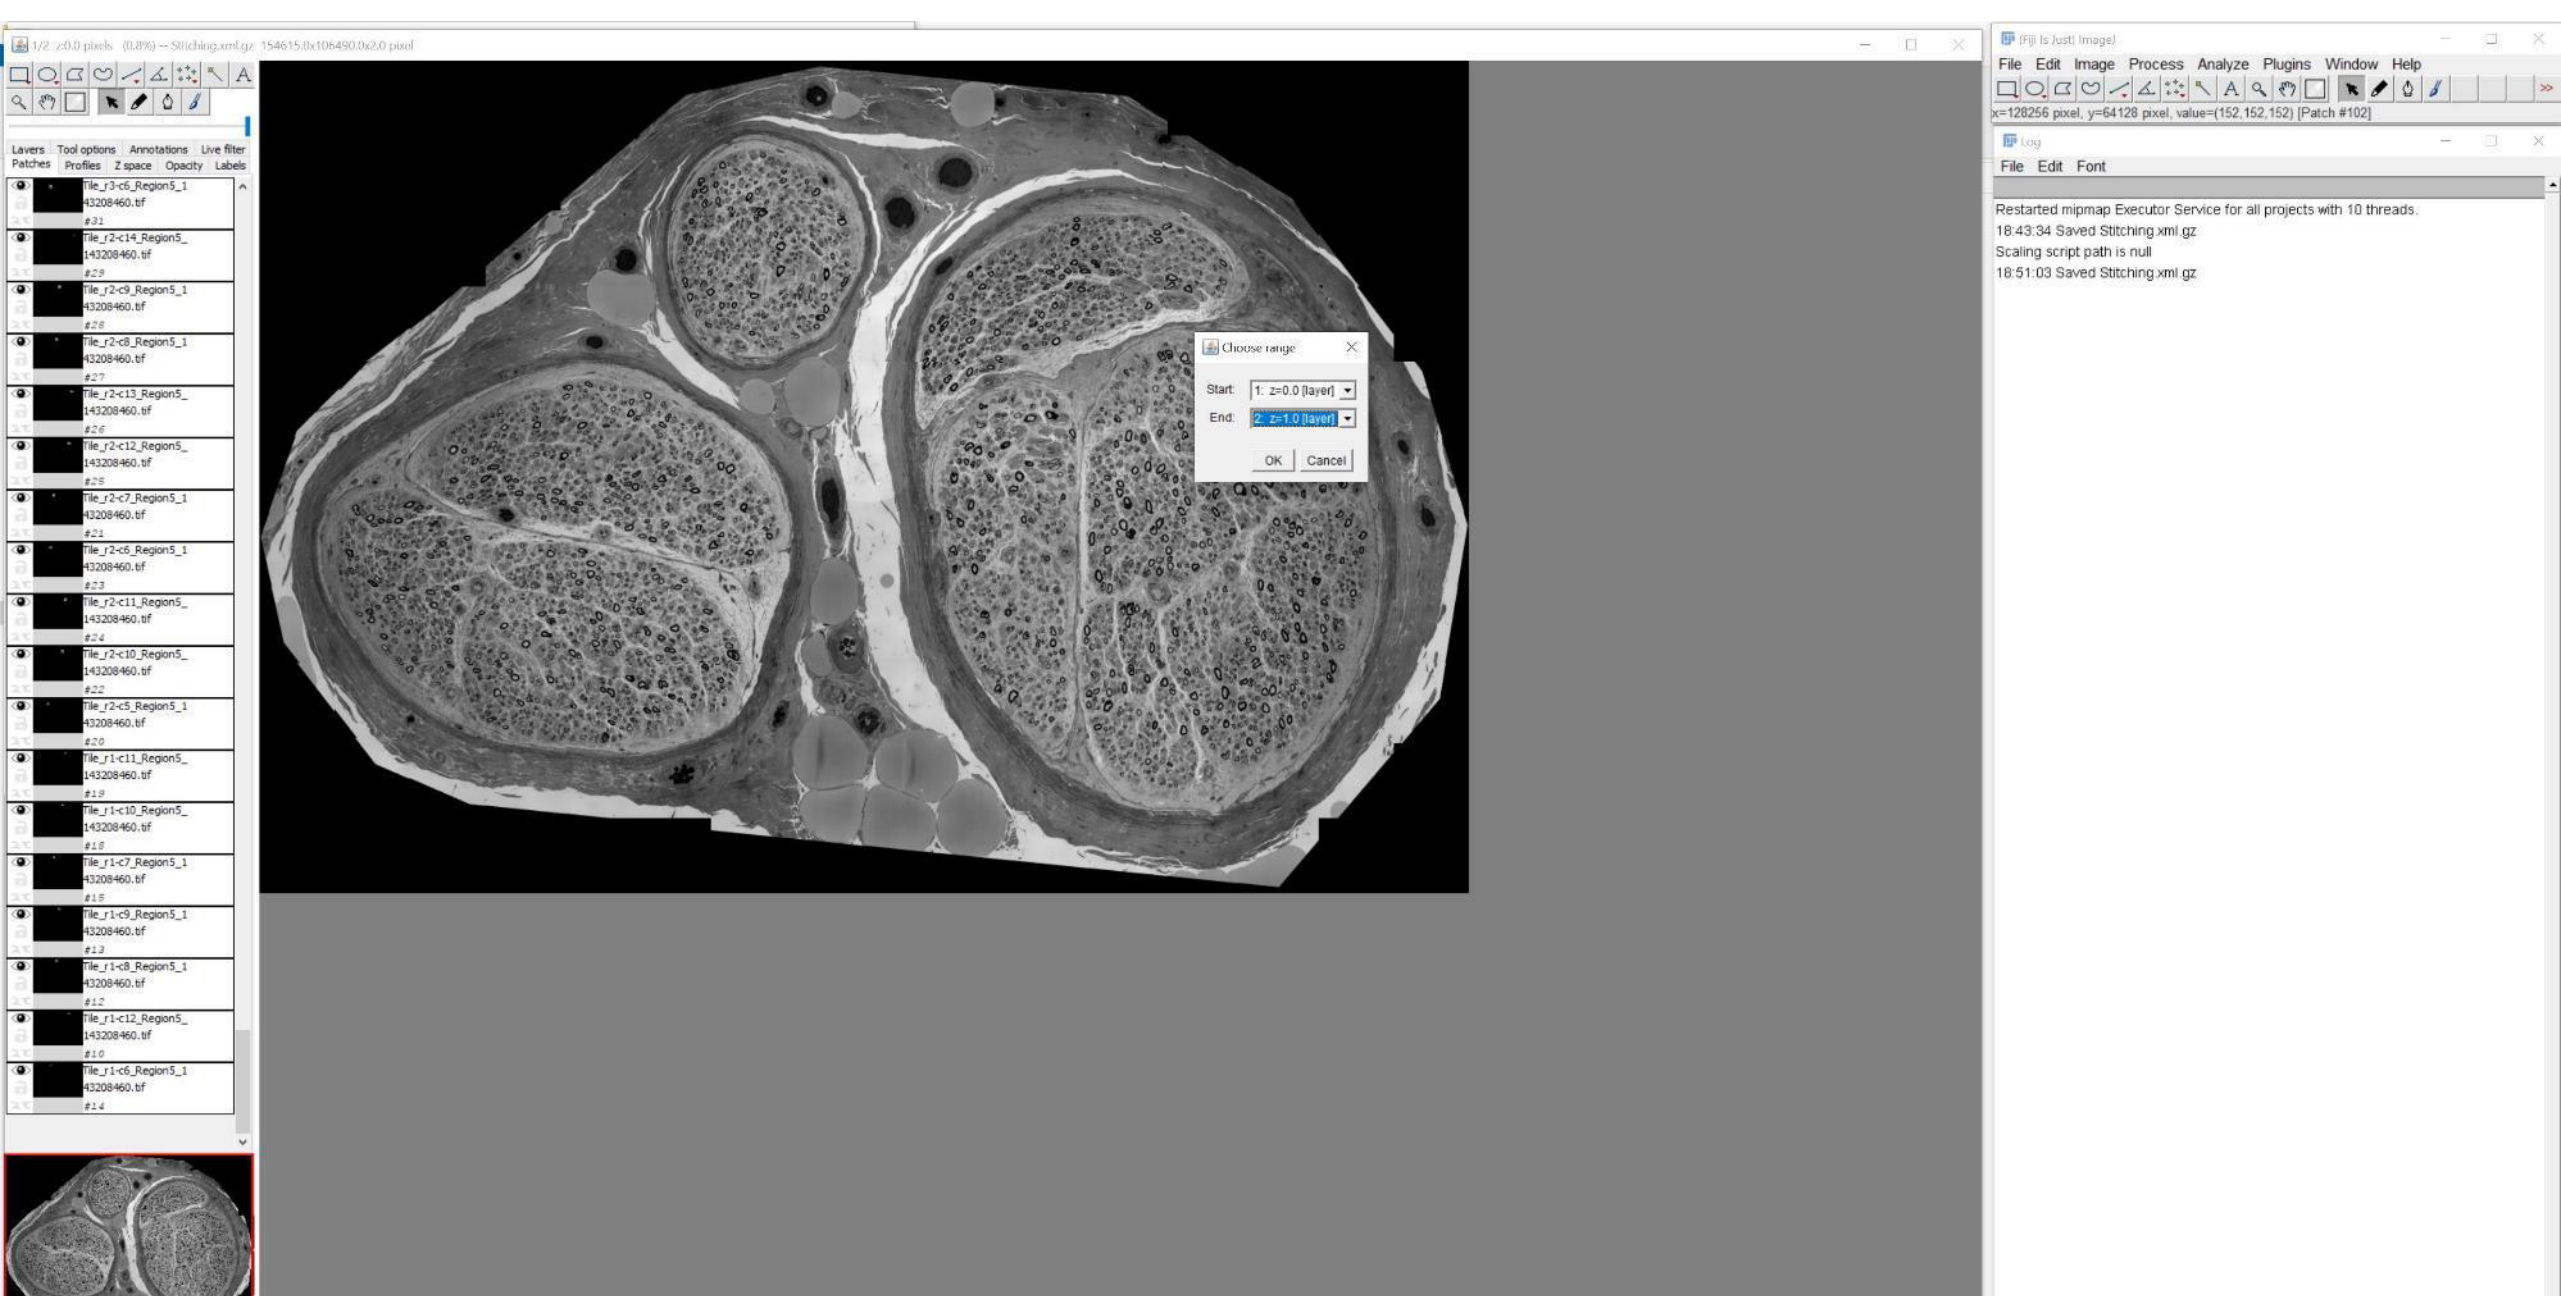 1/2 z:0.0 pixels (0.8%) -- Stitching.xml.gz 154615.0x106490.0x2.0 pixel
A
Layers Tool options Annotations Live filter
Patches Profiles Z space Opacity Labels
Tile_r3-c6_Region5_1
43208460.tif
#31
Tile_r2-c14_Region5_
143208460.tif
#29
Tile_r2-c9_Region5_1
43208460.tif
#28
Tile_r2-c8_Region5_1
43208460.tif
#27
Tile_r2-c13_Region5_
143208460.tif
#26
Tile_r2-c12_Region5_
143208460.tif
#25
Tile_r2-c7_Region5_1
43208460.tif
#21
Tile_r2-c6_Region5_1
43208460.tif
#23
Tile_r2-c11_Region5_
143208460.tif
#24
Tile_r2-c10_Region5_
143208460.tif
#22
Tile_r2-c5_Region5_1
43208460.tif
#20
Tile_r1-c11_Region5_
143208460.tif
#19
Tile_r1-c10_Region5_
143208460.tif
#18
Tile_r1-c7_Region5_1
43208460.tif
#15
Tile_r1-c9_Region5_1
43208460.tif
#13
Tile_r1-c8_Region5_1
43208460.tif
#12
Tile_r1-c12_Region5_
143208460.tif
#10
Tile_r1-c6_Region5_1
43208460.tif
#14
Choose range
Start: 1: z=0.0 [layer]
End: 2: z=1.0 [layer]
OK Cancel
(Fiji Is Just) ImageJ
File Edit Image Process Analyze Plugins Window Help
A >>
x=128256 pixel, y=64128 pixel, value=(152,152,152) [Patch #102]
Log
File Edit Font
Restarted mipmap Executor Service for all projects with 10 threads.
18:43:34 Saved Stitching.xml.gz
Scaling script path is null
18:51:03 Saved Stitching.xml.gz